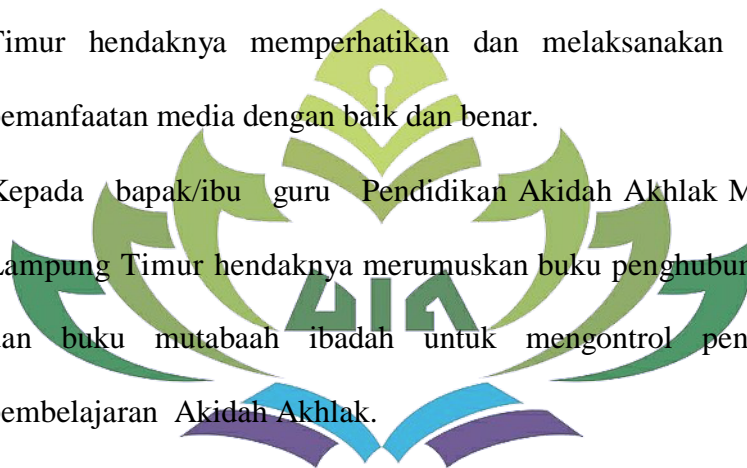 Timur hendaknya memperhatikan dan melaksanakan
pemanfaatan media dengan baik dan benar.
Kepada bapak/ibu guru Pendidikan Akidah Akhlak M
Lampung Timur hendaknya merumuskan buku penghubun
dan buku mutabaah ibadah untuk mengontrol pen
pembelajaran Akidah Akhlak.